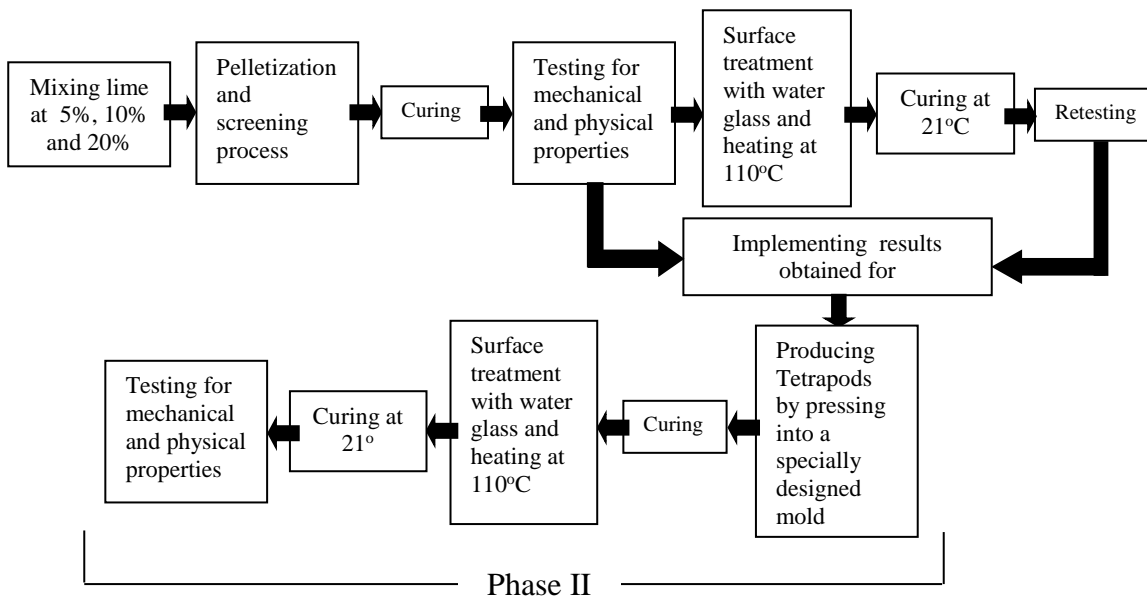 Mixing lime
at 5%, 10%
and 20%
Pelletization
and
screening
process
Curing
Testing for
mechanical
and physical
properties
Surface
treatment
with water
glass and
heating at
110°C
Curing at
21°C
Retesting
Implementing results
obtained for
Producing
Tetrapods
by pressing
into a
specially
designed
mold
Curing
Surface
treatment
with water
glass and
heating at
110°C
Curing at
21°
Testing for
mechanical
and physical
properties
Phase II